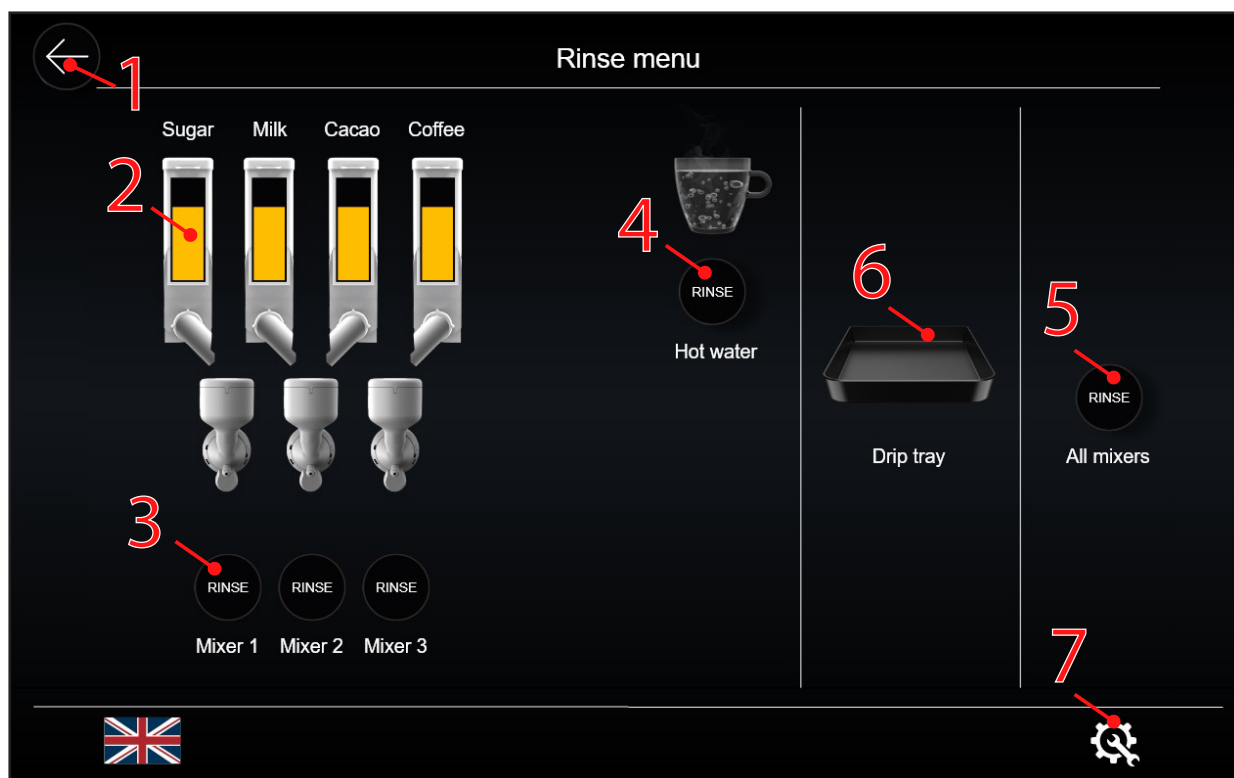 Rinse menu
1
Sugar Milk Cacao Coffee
2
4
RINSE
Hot water
6
Drip tray
5
RINSE
All mixers
3
RINSE RINSE RINSE
Mixer 1 Mixer 2 Mixer 3
7